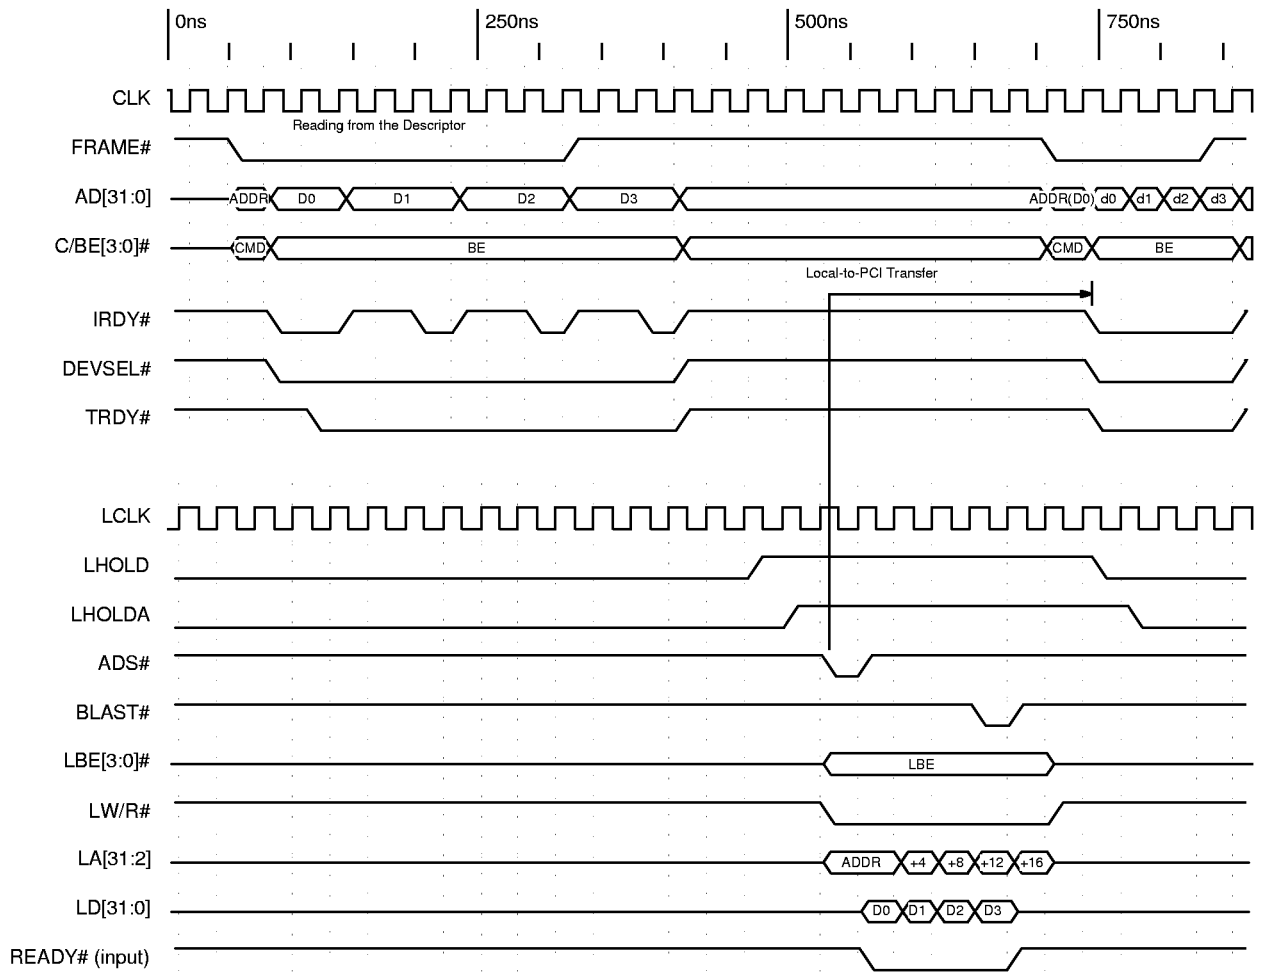 0ns 250ns 500ns 750ns
CLK
Reading from the Descriptor
FRAME#
AD[31:0] ADDR D0 D1 D2 D3 ADDR(D0) d0 d1 d2 d3
C/BE[3:0]# CMD BE CMD BE
Local-to-PCI Transfer
IRDY#
DEVSEL#
TRDY#
LCLK
LHOLD
LHOLDA
ADS#
BLAST#
LBE[3:0]# LBE
LW/R#
LA[31:2] ADDR +4 +8 +12 +16
LD[31:0] D0 D1 D2 D3
READY# (input)